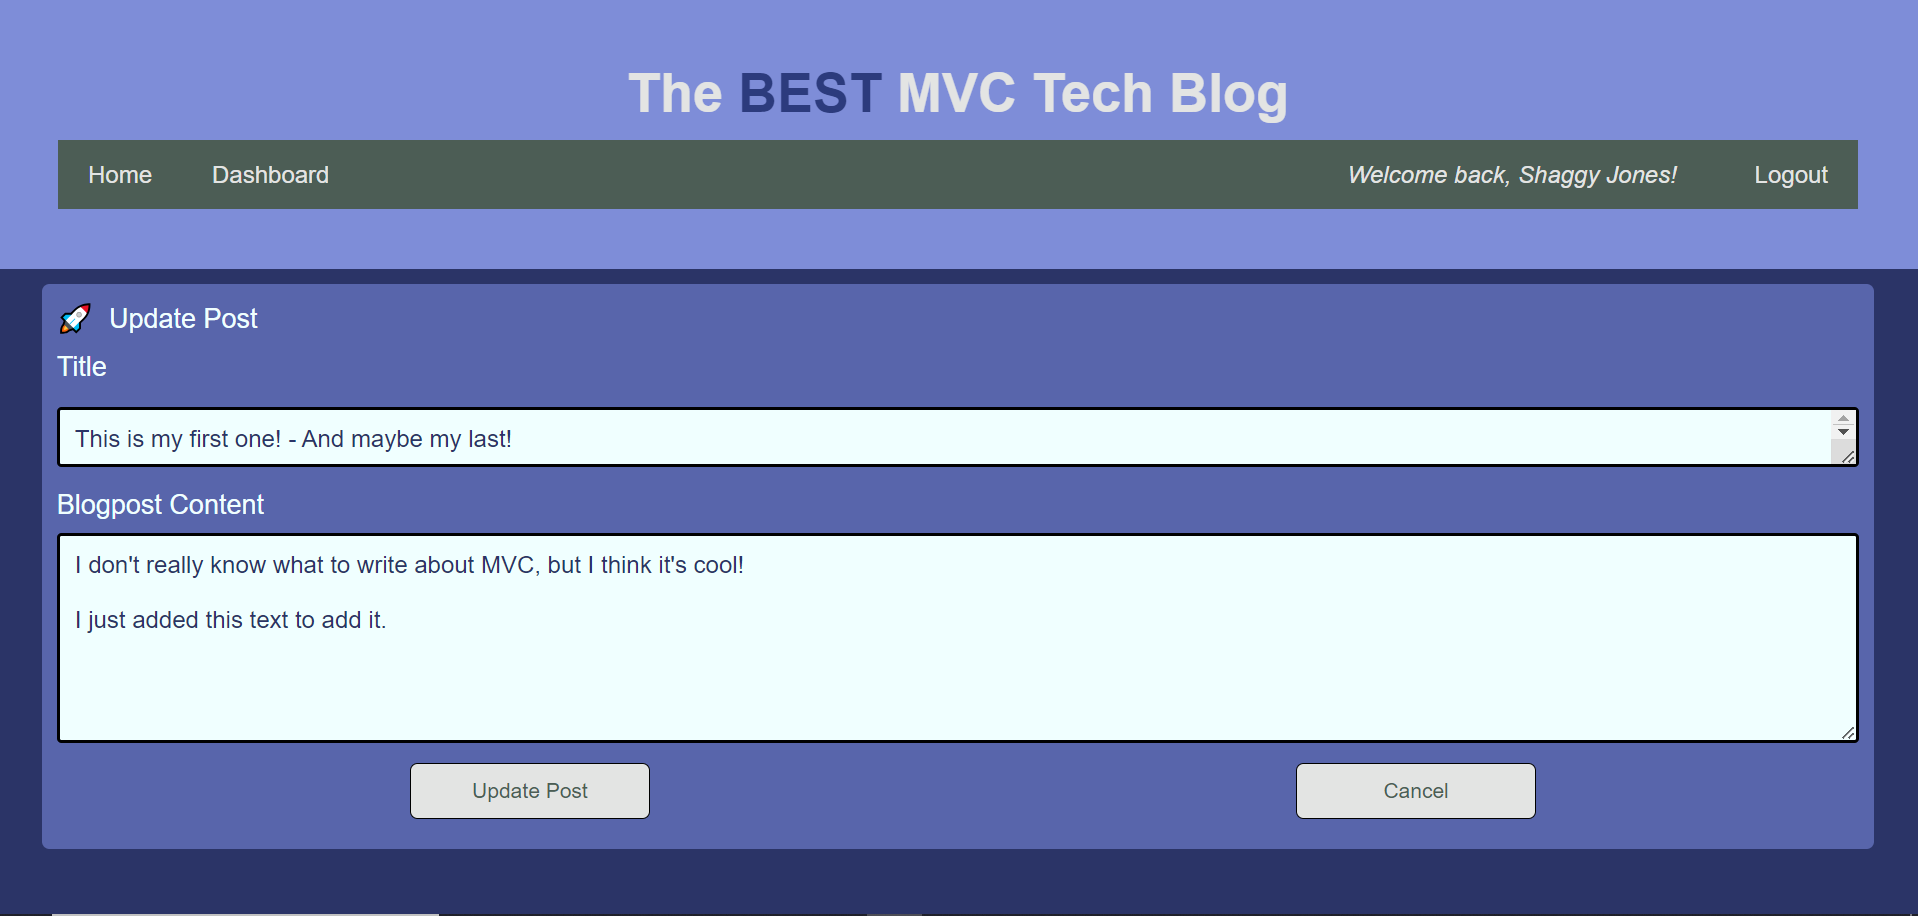 The BEST MVC Tech Blog
Home Dashboard Welcome back, Shaggy Jones! Logout
Update Post
Title
This is my first one! - And maybe my last!
Blogpost Content
I don't really know what to write about MVC, but I think it's cool!
I just added this text to add it.
Update Post Cancel